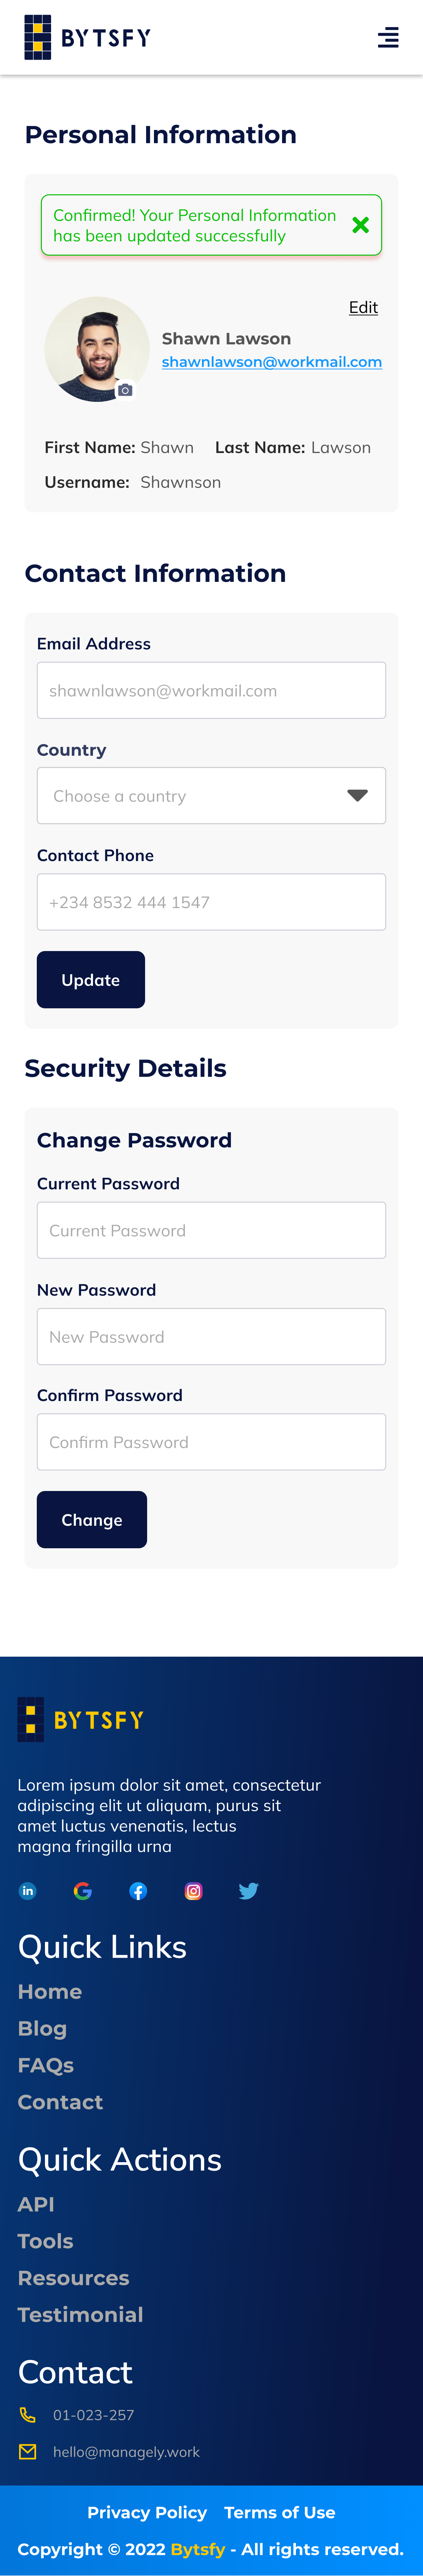 BYTSFY
Personal Information
Confirmed! Your Personal Information
has been updated successfully
Edit
Shawn Lawson
shawnlawson@workmail.com
First Name: Shawn Last Name: Lawson
Username: Shawnson
Contact Information
Email Address
shawnlawson@workmail.com
Country
Choose a country
Contact Phone
+234 8532 444 1547
Update
Security Details
Change Password
Current Password
Current Password
New Password
New Password
Confirm Password
Confirm Password
Change
BYTSFY
Lorem ipsum dolor sit amet, consectetur
adipiscing elit ut aliquam, purus sit
amet luctus venenatis, lectus
magna fringilla urna
in
Quick Links
Home
Blog
FAQs
Contact
Quick Actions
API
Tools
Resources
Testimonial
Contact
01-023-257
hello@managely.work
Privacy Policy Terms of Use
Copyright © 2022 Bytsfy - All rights reserved.